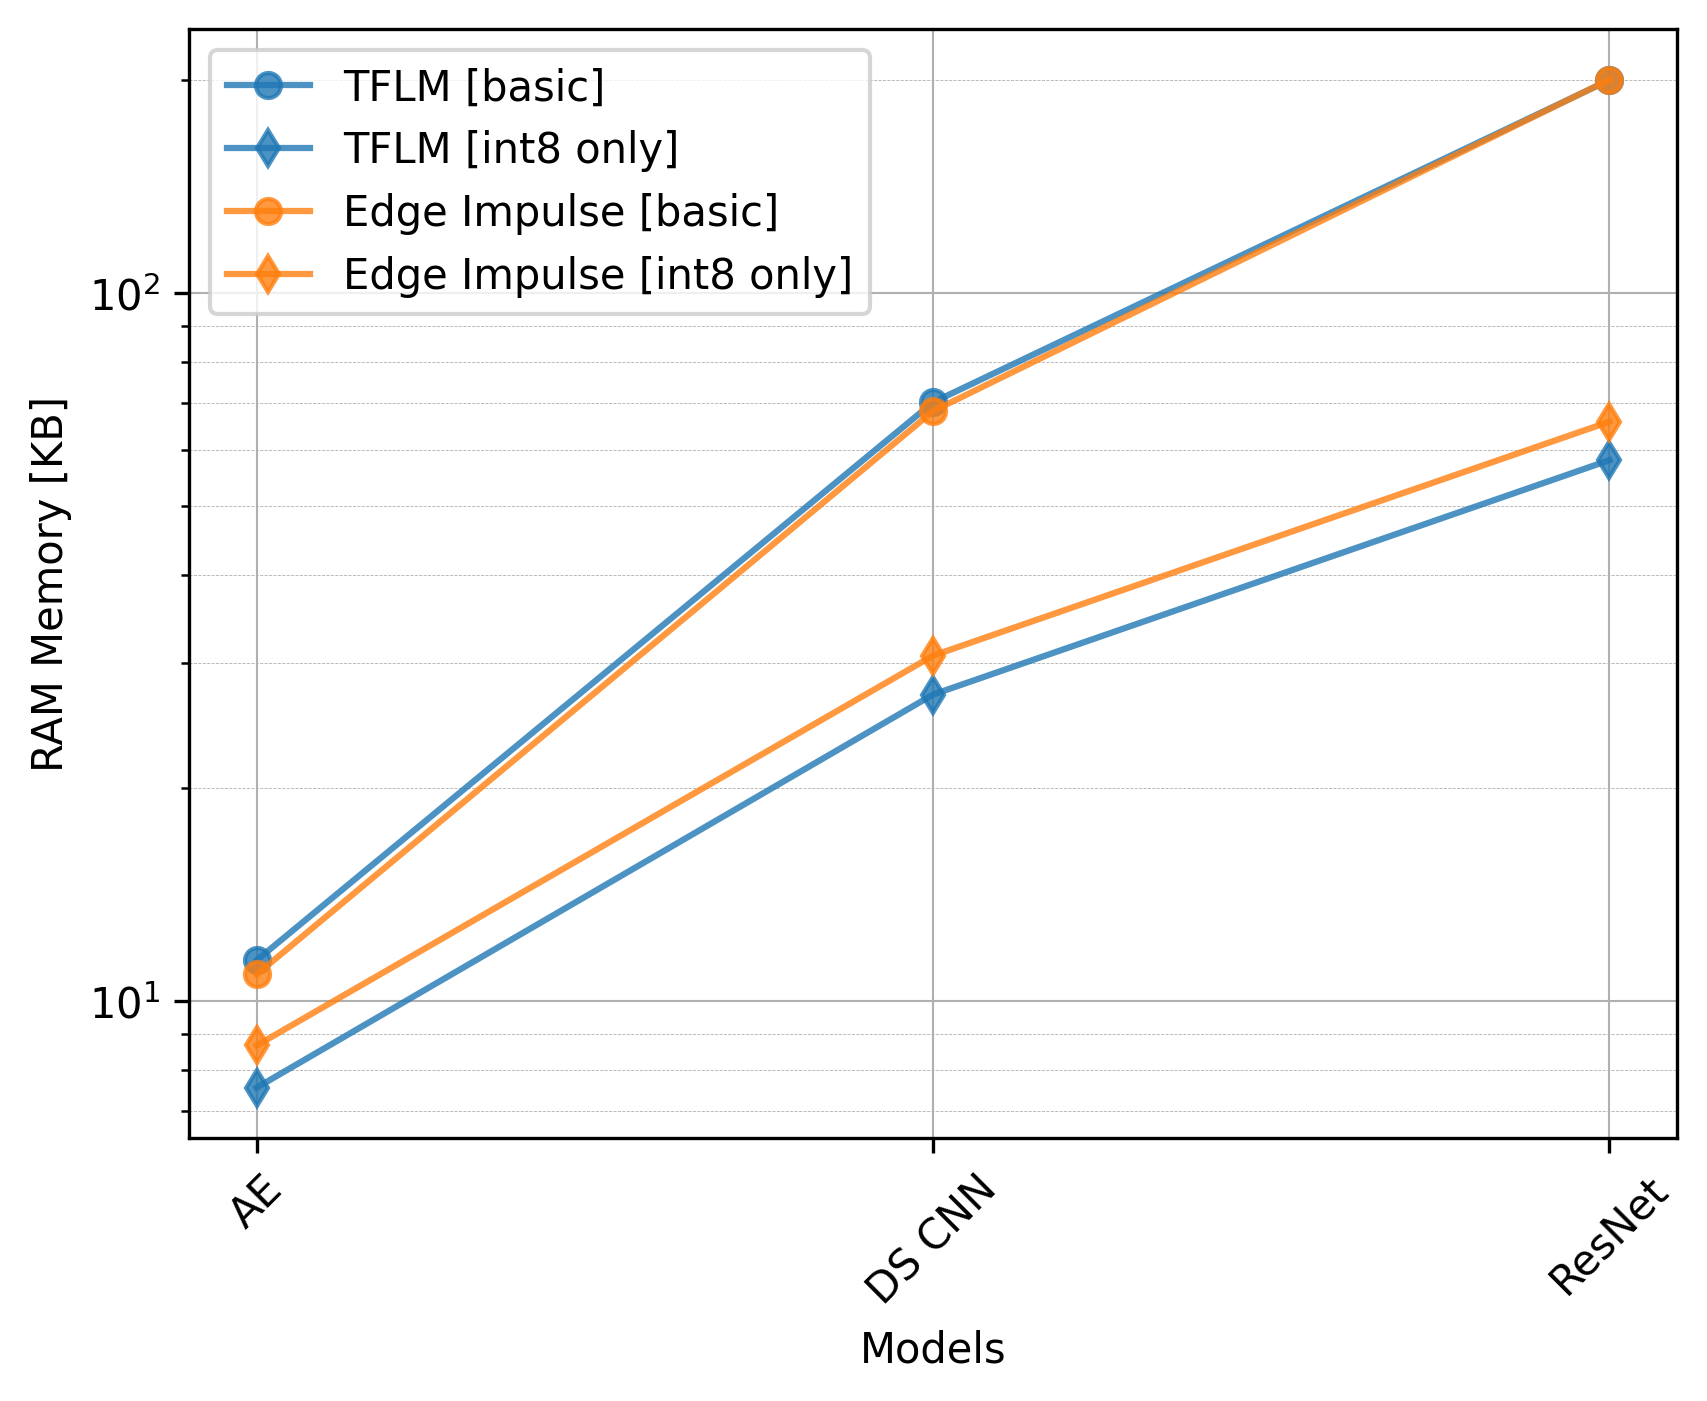 TFLM [basic]
TFLM [int8 only]
Edge Impulse [basic]
Edge Impulse [int8 only]
10²
10¹
RAM Memory [KB]
AE
DS CNN
ResNet
Models